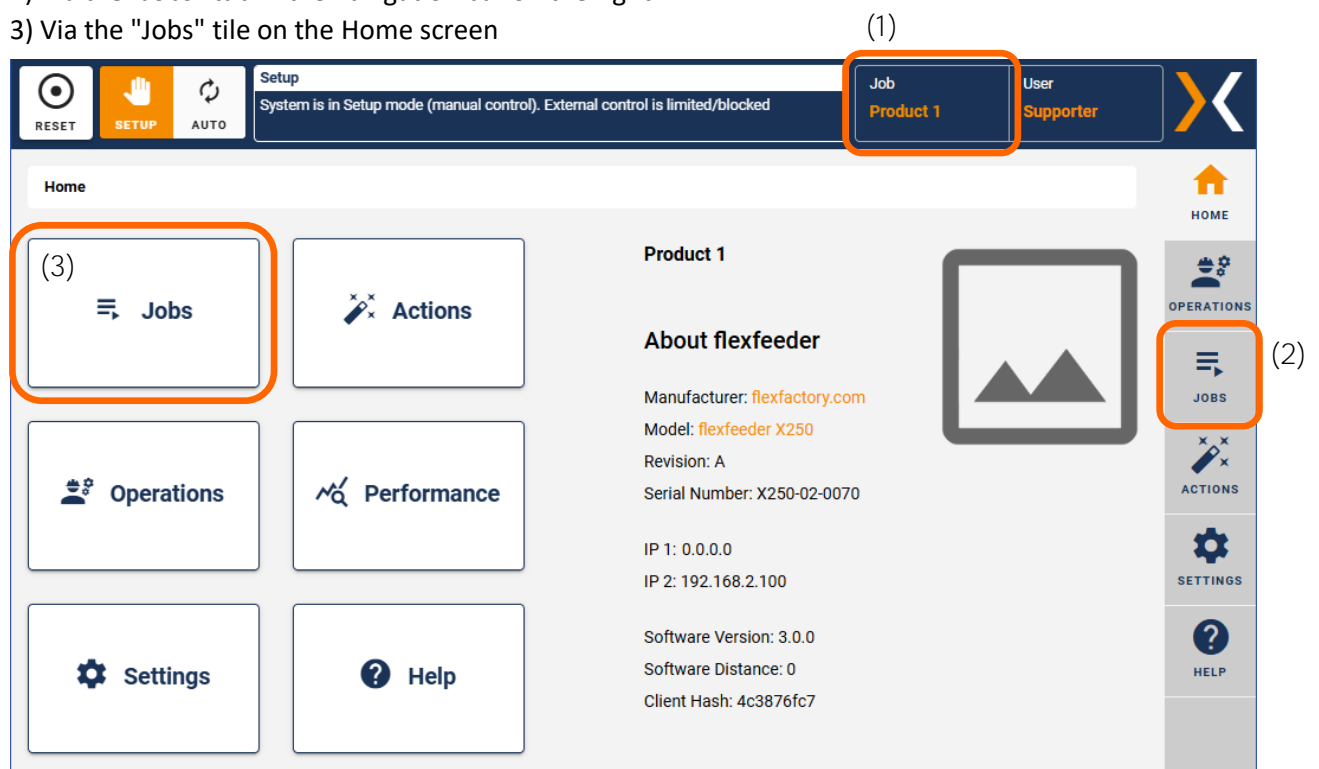 3) Via the "Jobs" tile on the Home screen
(1)
RESET
SETUP
AUTO
Setup
System is in Setup mode (manual control). External control is limited/blocked
Job
Product 1
User
Supporter
Home
HOME
(3)
Jobs
Actions
Operations
Performance
Settings
Help
Product 1
About flexfeeder
Manufacturer: flexfactory.com
Model: flexfeeder X250
Revision: A
Serial Number: X250-02-0070
IP 1: 0.0.0.0
IP 2: 192.168.2.100
Software Version: 3.0.0
Software Distance: 0
Client Hash: 4c3876fc7
OPERATIONS
JOBS
(2)
ACTIONS
SETTINGS
HELP